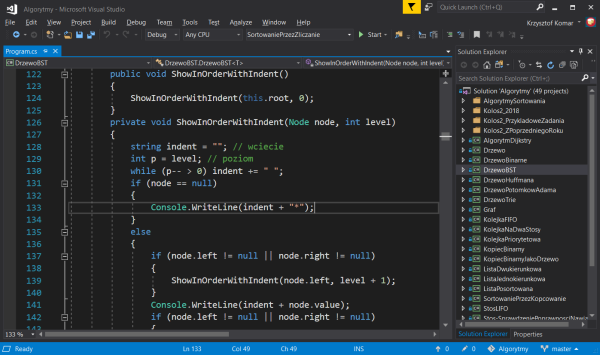 Algorytmy - Microsoft Visual Studio
Quick Launch (Ctrl+Q)
File Edit View Project Build Debug Team Tools Test Analyze Window Help
Krzysztof Komar
Debug Any CPU SortowaniePrzezZliczanie Start
Program.cs
DrzewoBST DrzewoBST.DrzewoBST<T> ShowInOrderWithIndent(Node node, int level)
122 public void ShowInOrderWithIndent()
123 {
124 ShowInOrderWithIndent(this.root, 0);
125 }
126 private void ShowInOrderWithIndent(Node node, int level)
127 {
128 string indent = ""; // wciecie
129 int p = level; // poziom
130 while (p-- > 0) indent += " ";
131 if (node == null)
132 {
133 Console.WriteLine(indent + "*");
134 }
135 else
136 {
137 if (node.left != null || node.right != null)
138 {
139 ShowInOrderWithIndent(node.left, level + 1);
140 }
141 Console.WriteLine(indent + node.value);
142 if (node.left != null || node.right != null)
143 {
133 %
Solution Explorer
Search Solution Explorer (Ctrl+;)
Solution 'Algorytmy' (49 projects)
AlgorytmySortowania
Kolos2_2018
Kolos2_PrzykladoweZadania
Kolos2_ZPoprzedniegoRoku
AlgorytmDijkstry
Drzewo
DrzewoBinarne
DrzewoBST
DrzewoHuffmana
DrzewoPotomkowAdama
DrzewoTrie
Graf
KolejkaFIFO
KolejkaNaDwaStosy
KolejkaPriorytetowa
KopiecBinarny
KopiecBinarnyJakoDrzewo
ListaDwukierunkowa
ListaJednokierunkowa
ListaPosortowana
SortowaniePrzezKopcowanie
StosLIFO
Solution Explorer Properties
Ready Ln 133 Col 49 Ch 49 INS 0 0 Algorytmy master